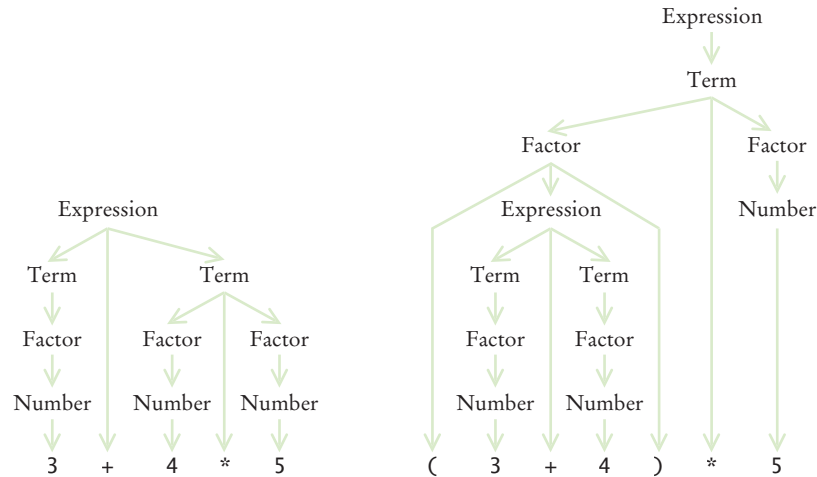 Expression
Term
Factor Factor
Expression Expression Number
Term Term Term Term
Factor Factor Factor Factor Factor
Number Number Number Number Number
3 + 4 * 5 ( 3 + 4 ) * 5